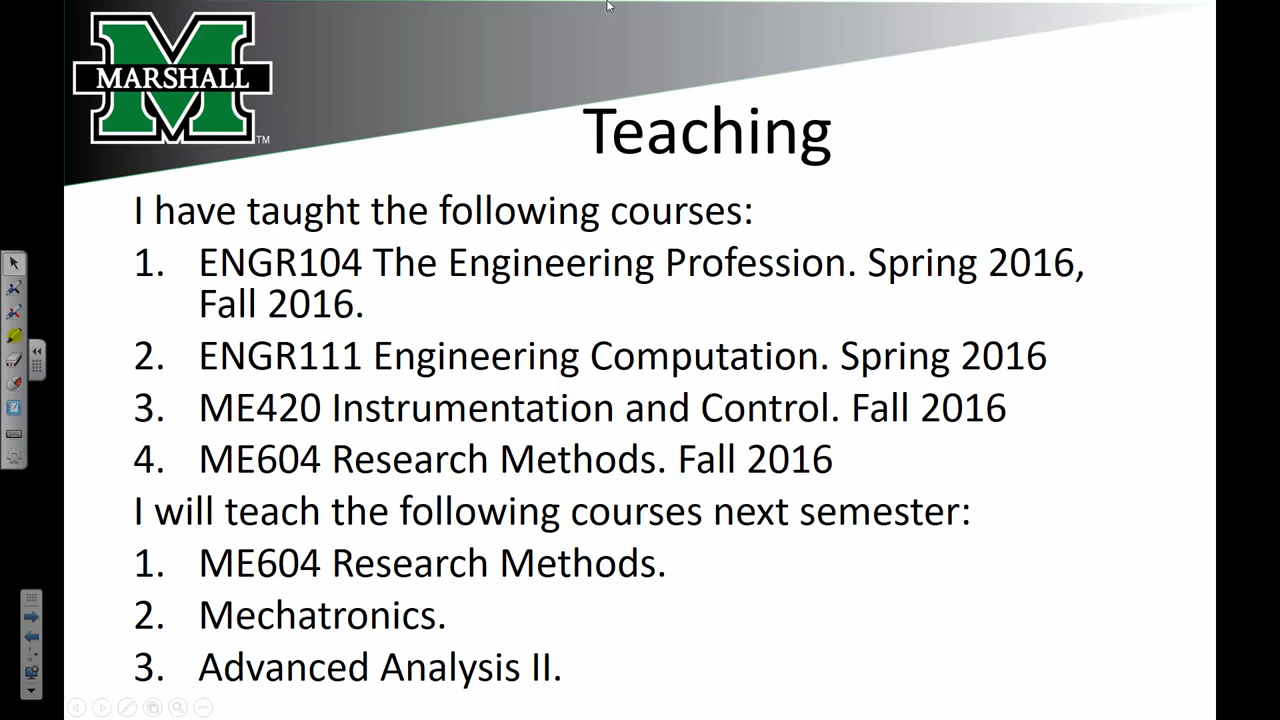 MARSHALL
TM
Teaching
I have taught the following courses:
1. ENGR104 The Engineering Profession. Spring 2016,
Fall 2016.
2. ENGR111 Engineering Computation. Spring 2016
3. ME420 Instrumentation and Control. Fall 2016
4. ME604 Research Methods. Fall 2016
I will teach the following courses next semester:
1. ME604 Research Methods.
2. Mechatronics.
3. Advanced Analysis II.